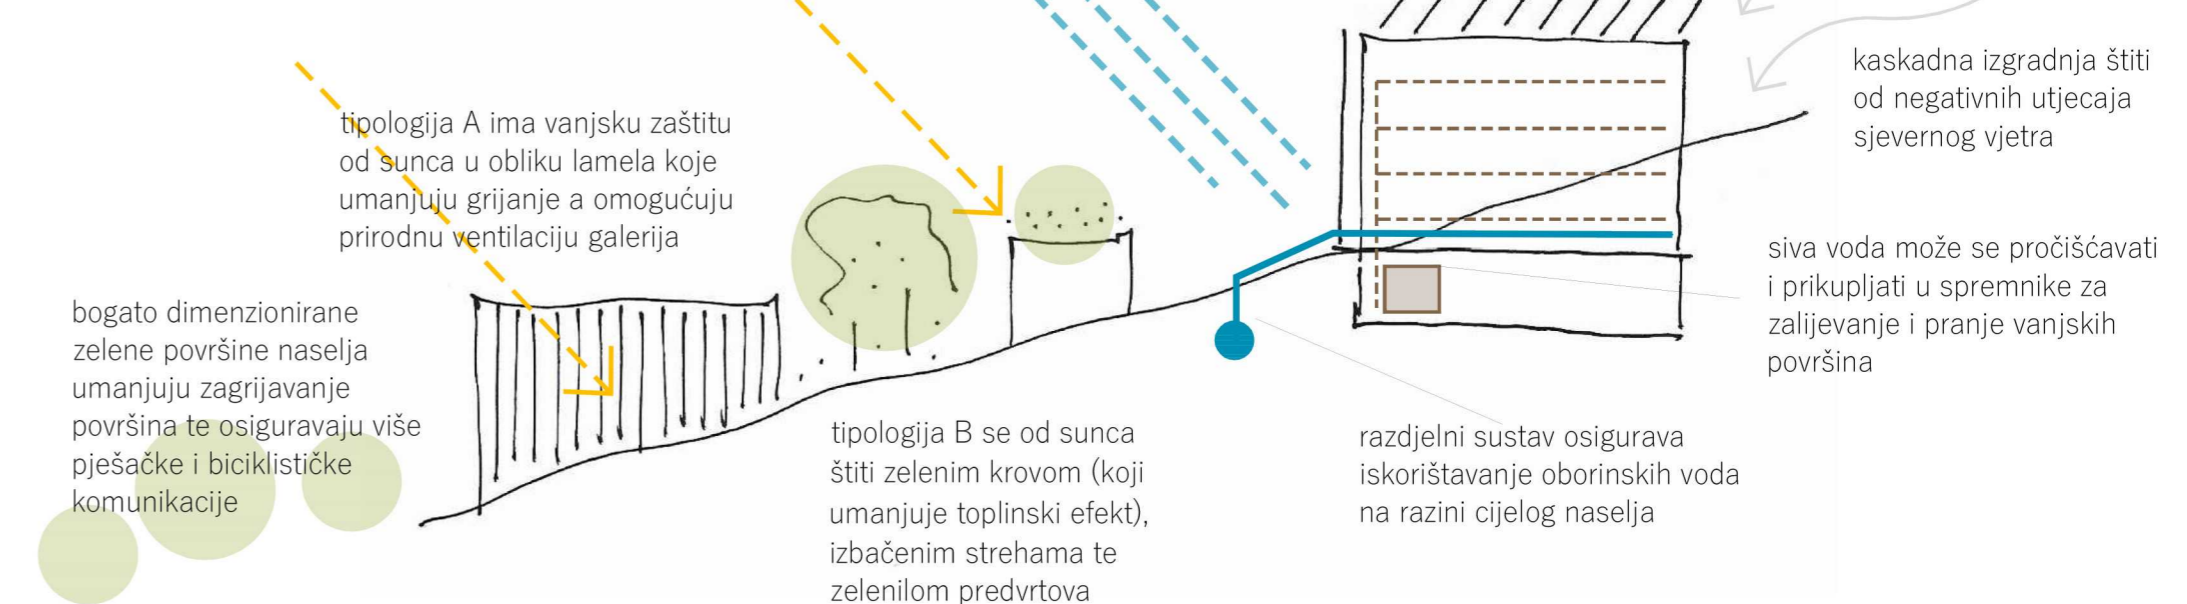 tipologija A ima vanjsku zaštitu
od sunca u obliku lamela koje
umanjuju grijanje a omogućuju
prirodnu ventilaciju galerija
bogato dimenzionirane
zelene površine naselja
umanjuju zagrijavanje
površina te osiguravaju više
pješačke i biciklističke
komunikacije
tipologija B se od sunca
štiti zelenim krovom (koji
umanjuje toplinski efekt),
izbačenim strehama te
zelenilom predvrtova
kaskadna izgradnja štiti
od negativnih utjecaja
sjevernog vjetra
siva voda može se pročišćavati
i prikupljati u spremnike za
zalijevanje i pranje vanjskih
površina
razdjelni sustav osigurava
iskorištavanje oborinskih voda
na razini cijelog naselja